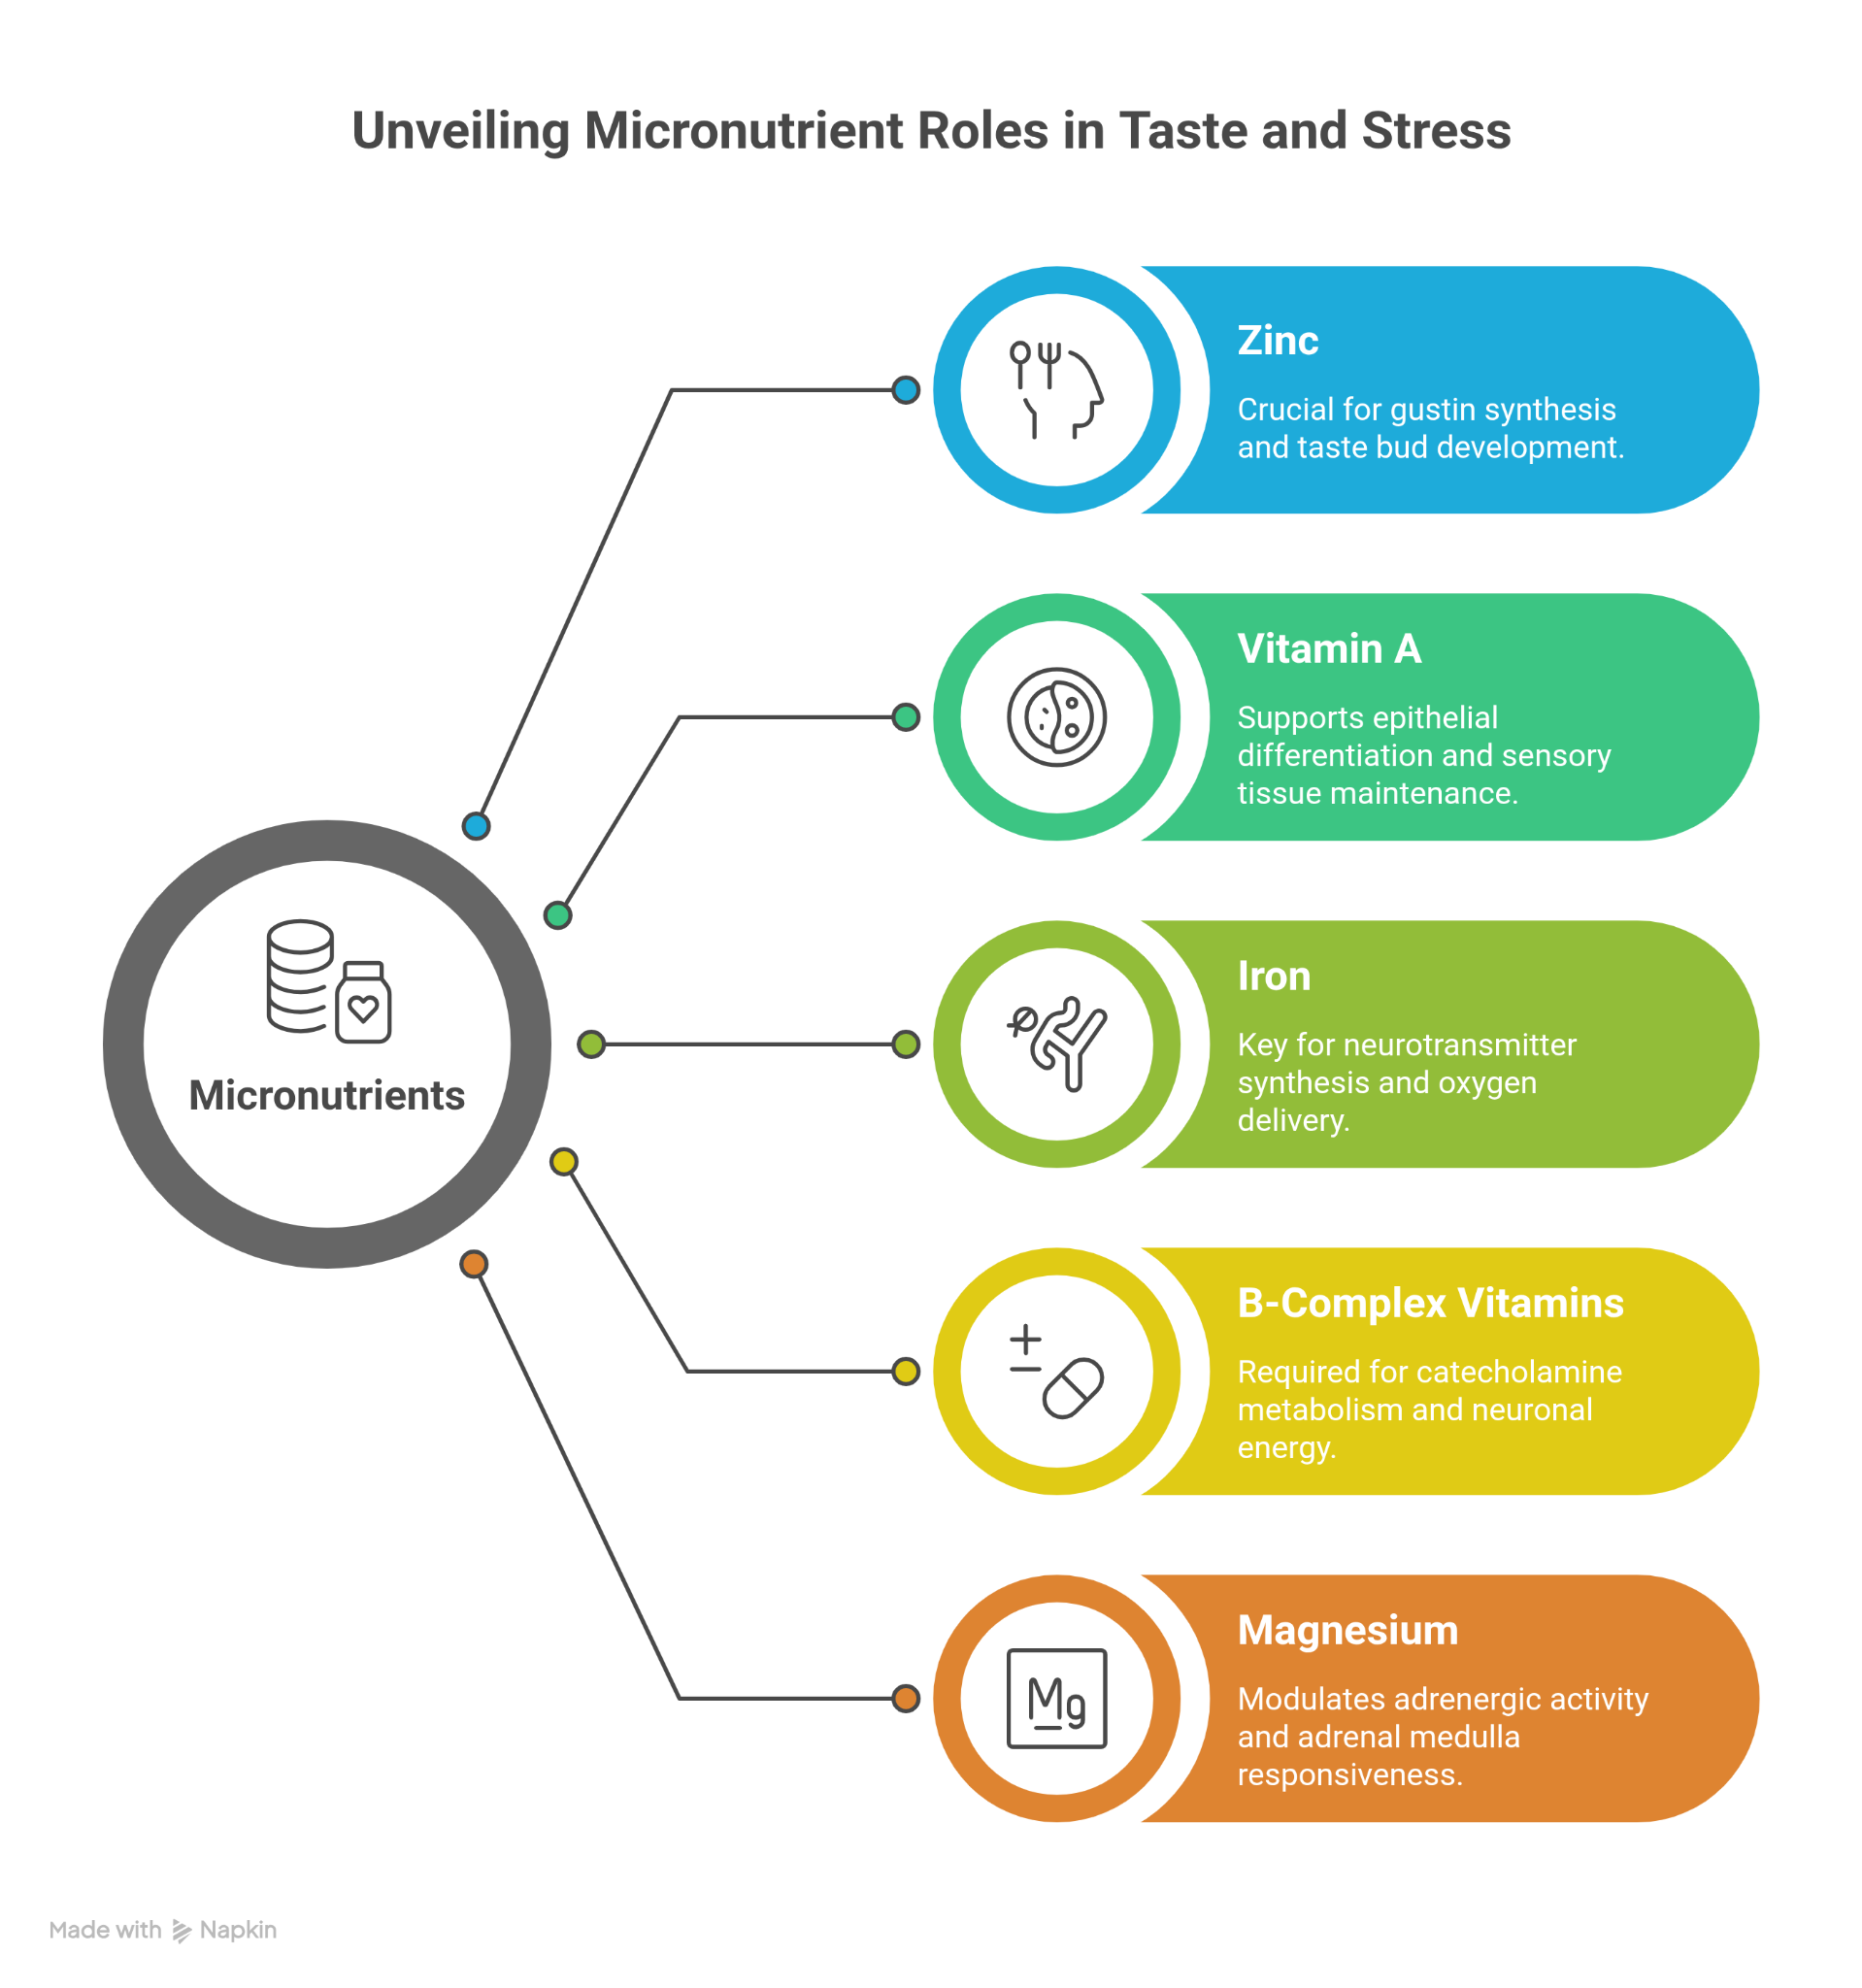 Unveiling Micronutrient Roles in Taste and Stress
Zinc
Crucial for gustin synthesis
and taste bud development.
Vitamin A
Supports epithelial
differentiation and sensory
tissue maintenance.
Micronutrients
Iron
Key for neurotransmitter
synthesis and oxygen
delivery.
B-Complex Vitamins
Required for catecholamine
metabolism and neuronal
energy.
Mg
Magnesium
Modulates adrenergic activity
and adrenal medulla
responsiveness.
Made with Napkin